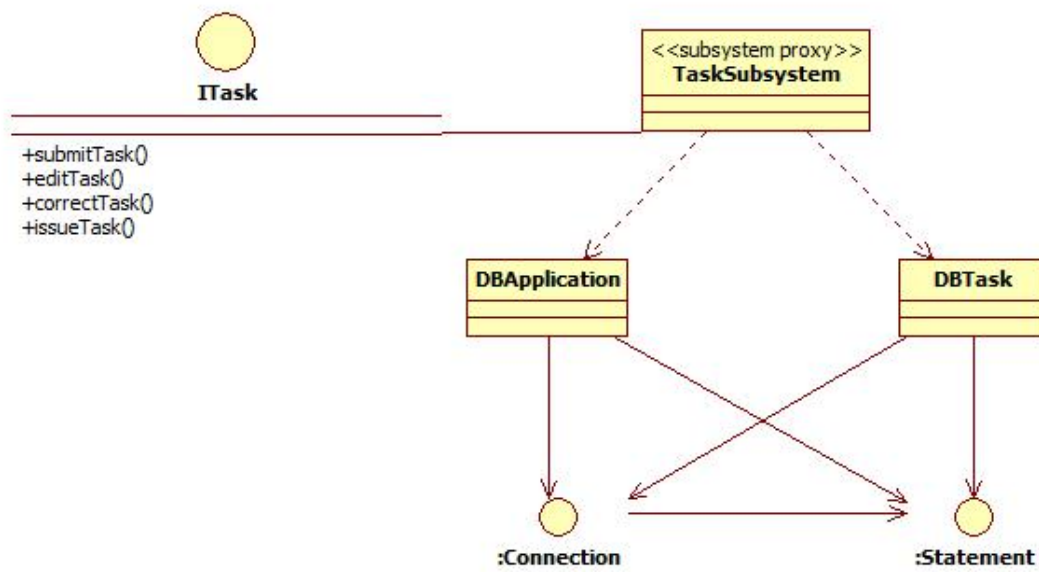 ITask
+submitTask()
+editTask()
+correctTask()
+issueTask()
<<subsystem proxy>>
TaskSubsystem
DBApplication
DBTask
:Connection
:Statement